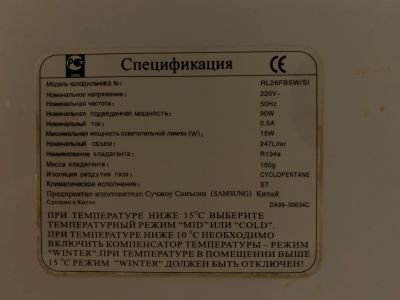 РС
Спецификация
CE
Модель холодильника №: RL28FBSW/SI
Номинальное напряжение: 220V~
Номинальная частота: 50Hz
Номинальная подведенная мощность: 90W
Номинальный ток: 0.5A
Максимальная мощность осветительной лампы (W): 15W
Номинальный объем: 247Liter
Наименование хладагента: R134a
Масса хладагента: 150g
Изоляция раздутия газа: CYCLOPENTANE
Климатическое исполнение: ST
Предприятие-изготовитель: Сучжоу Саньсин (SAMSUNG) Китай
Сделано в Китае DA99-00634C
ПРИ ТЕМПЕРАТУРЕ НИЖЕ 15°С ВЫБЕРИТЕ
ТЕМПЕРАТУРНЫЙ РЕЖИМ "MID" ИЛИ "COLD".
ПРИ ТЕМПЕРАТУРЕ НИЖЕ 10°С НЕОБХОДИМО
ВКЛЮЧИТЬ КОМПЕНСАТОР ТЕМПЕРАТУРЫ – РЕЖИМ
"WINTER". ПРИ ТЕМПЕРАТУРЕ В ПОМЕЩЕНИИ ВЫШЕ
15°С РЕЖИМ "WINTER" ДОЛЖЕН БЫТЬ ОТКЛЮЧЕН!